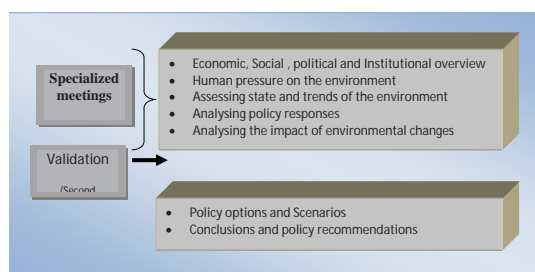 Specialized
meetings
• Economic, Social , political and Institutional overview
• Human pressure on the environment
• Assessing state and trends of the environment
• Analysing policy responses
• Analysing the impact of environmental changes
Validation
(Second
• Policy options and Scenarios
• Conclusions and policy recommendations